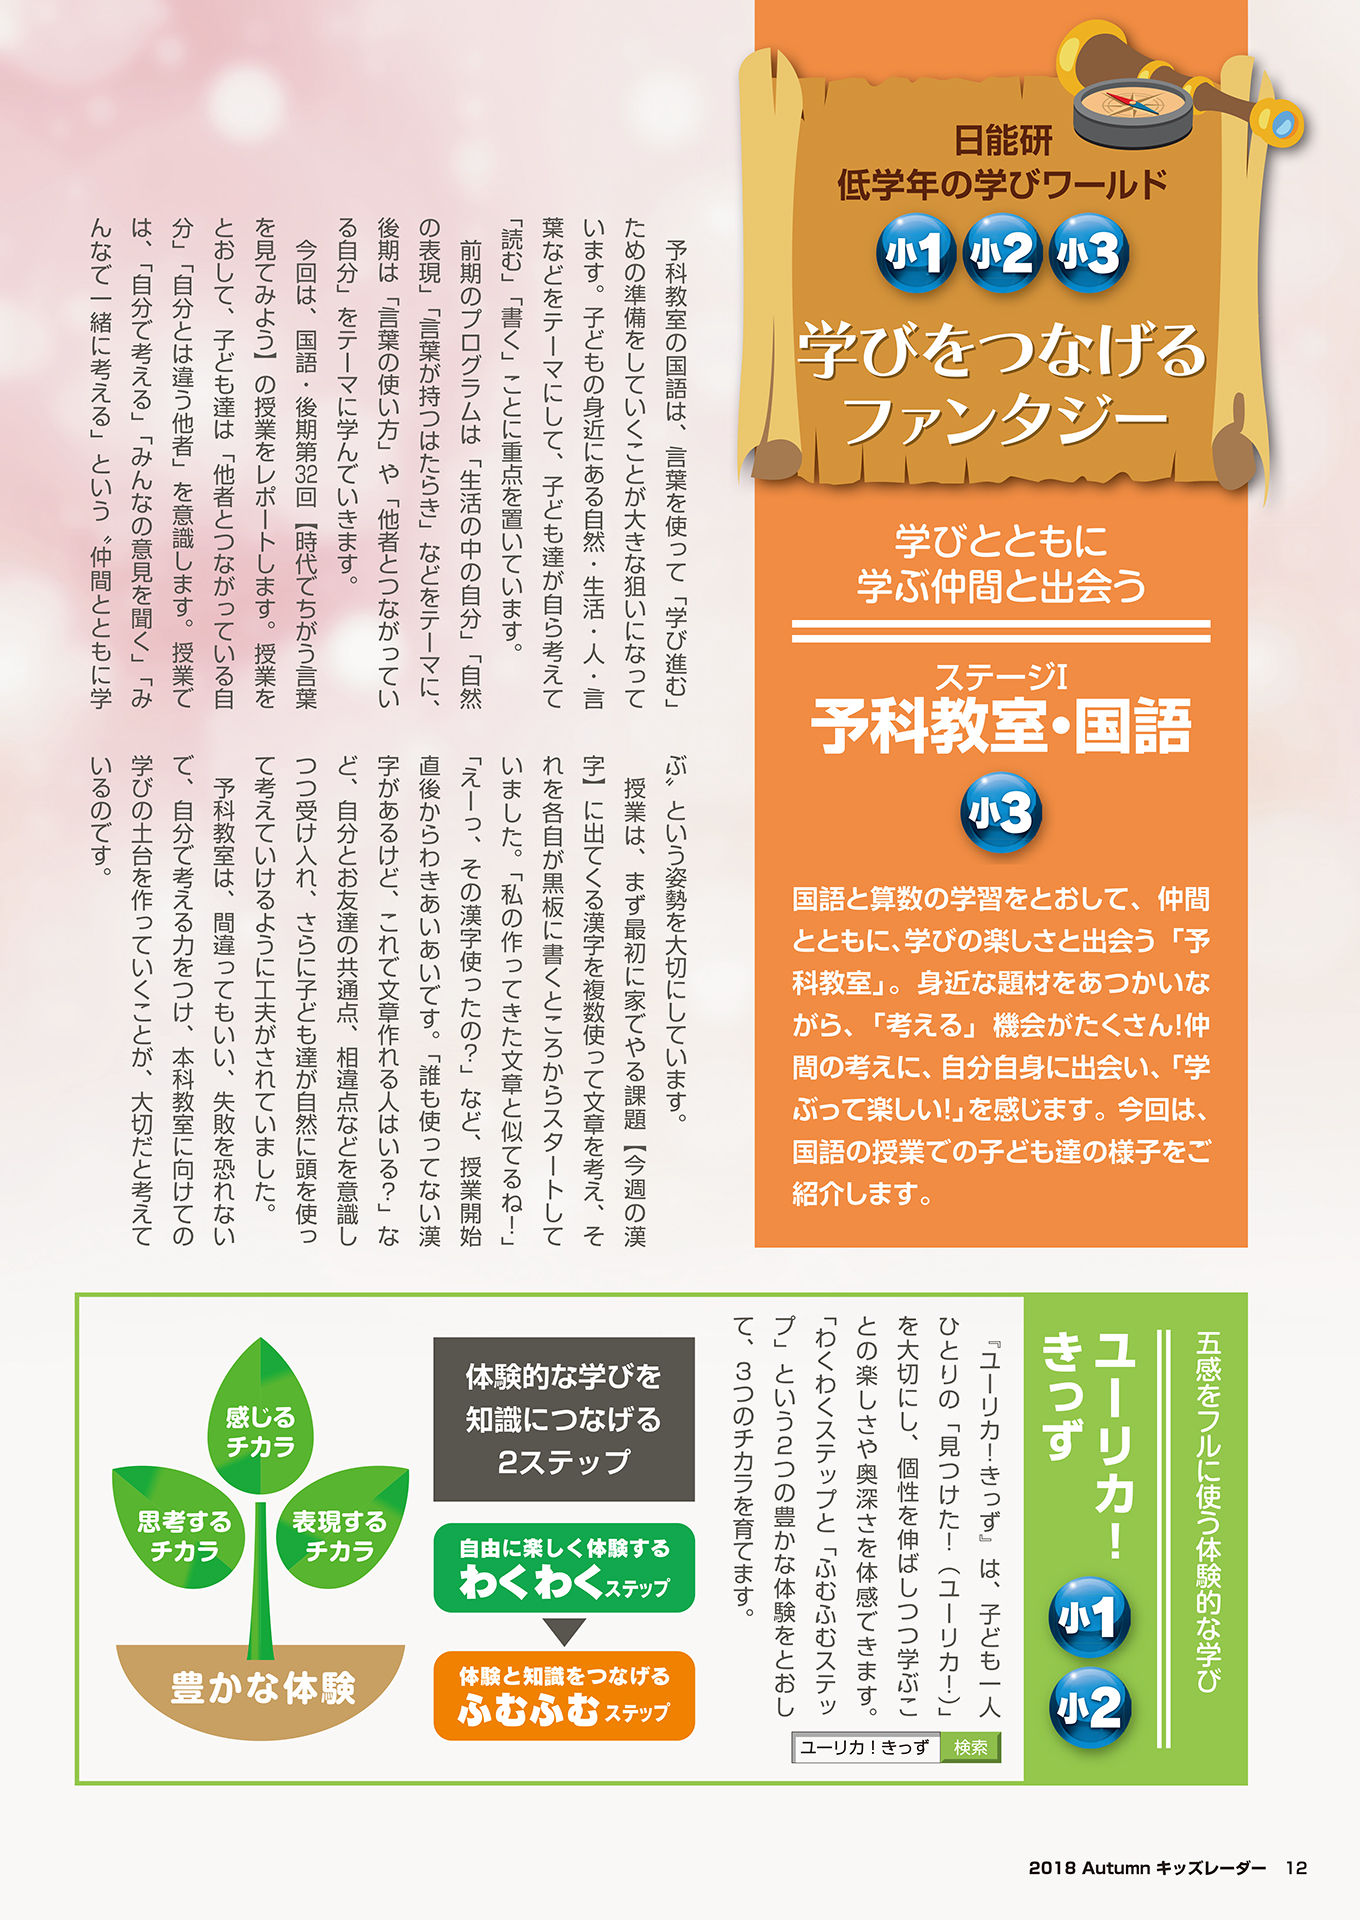 日能研
低学年の学びワールド
小1 小2 小3
学びをつなげる
ファンタジー
学びとともに
学ぶ仲間と出会う
ステージI
予科教室・国語
小3
国語と算数の学習をとおして、仲間
とともに、学びの楽しさと出会う「予
科教室」。身近な題材をあつかいな
がら、「考える」機会がたくさん!仲
間の考えに、自分自身に出会い、「学
ぶって楽しい!」を感じます。今回は、
国語の授業での子ども達の様子をご
紹介します。
予科教室の国語は、言葉を使って「学び進む」
ための準備をしていくことが大きな狙いになって
います。子どもの身近にある自然・生活・人・言
葉などをテーマにして、子ども達が自ら考えて
「読む」「書く」ことに重点を置いています。
前期のプログラムは「生活の中の自分」「自然
の表現」「言葉が持つはたらき」などをテーマに、
後期は「言葉の使い方」や「他者とつながってい
る自分」をテーマに学んでいきます。
今回は、国語・後期第32回【時代でちがう言葉
を見てみよう】の授業をレポートします。授業を
とおして、子ども達は「他者とつながっている自
分」「自分とは違う他者」を意識します。授業で
は、「自分で考える」「みんなの意見を聞く」「み
んなで一緒に考える」という〝仲間とともに学
ぶ〟という姿勢を大切にしています。
授業は、まず最初に家でやる課題【今週の漢
字】に出てくる漢字を複数使って文章を考え、そ
れを各自が黒板に書くところからスタートして
いました。「私の作ってきた文章と似てるね!」
「えーっ、その漢字使ったの?」など、授業開始
直後からわきあいあいです。「誰も使ってない漢
字があるけど、これで文章作れる人はいる?」な
ど、自分とお友達の共通点、相違点などを意識し
つつ受け入れ、さらに子ども達が自然に頭を使っ
て考えていけるように工夫がされていました。
予科教室は、間違ってもいい、失敗を恐れない
で、自分で考える力をつけ、本科教室に向けての
学びの土台を作っていくことが、大切だと考えて
いるのです。
五感をフルに使う体験的な学び
ユーリカ!
きっず
小1
小2
『ユーリカ!きっず』は、子ども一人
ひとりの「見つけた!(ユーリカ!)」
を大切にし、個性を伸ばしつつ学ぶこ
との楽しさや奥深さを体感できます。
「わくわくステップと「ふむふむステッ
プ」という2つの豊かな体験をとおし
て、3つのチカラを育てます。
ユーリカ!きっず 検索
体験的な学びを
知識につなげる
2ステップ
自由に楽しく体験する
わくわくステップ
体験と知識をつなげる
ふむふむステップ
感じる
チカラ
思考する
チカラ
表現する
チカラ
豊かな体験
2018 Autumn キッズレーダー 12